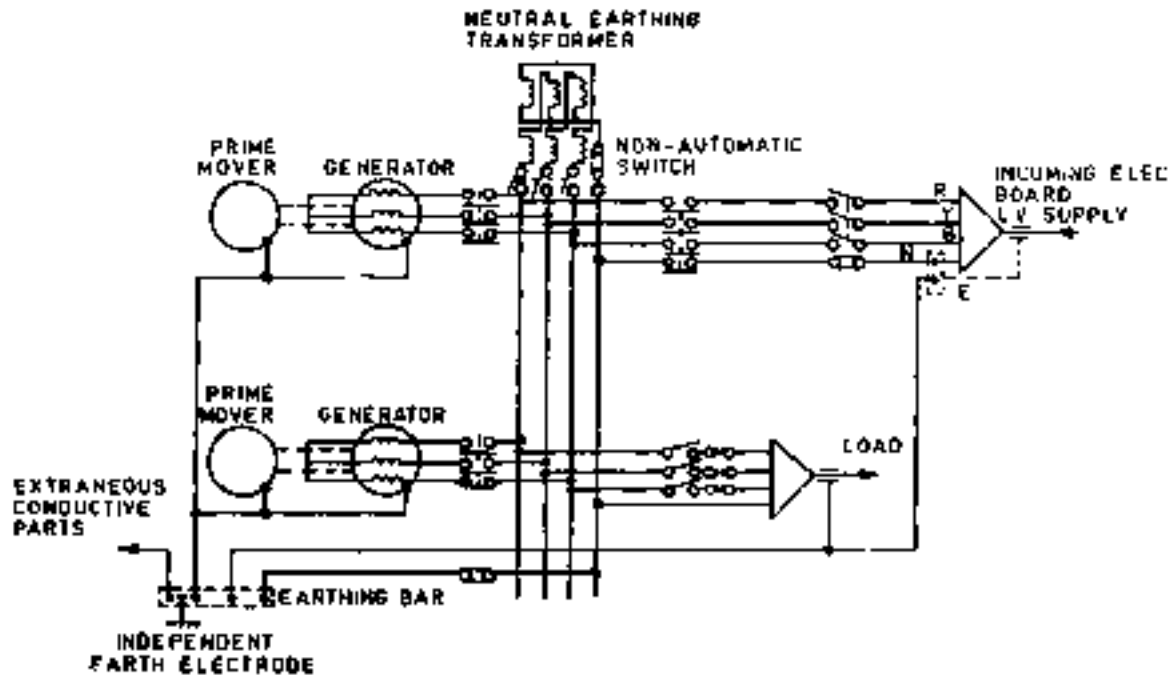 NEUTRAL EARTHING
TRANSFORMER
PRIME
MOVER
GENERATOR
NON-AUTOMATIC
SWITCH
INCOMING ELEC
BOARD
L.V SUPPLY
R
Y
B
N
E
PRIME
MOVER
GENERATOR
LOAD
EXTRANEOUS
CONDUCTIVE
PARTS
EARTHING BAR
INDEPENDENT
EARTH ELECTRODE